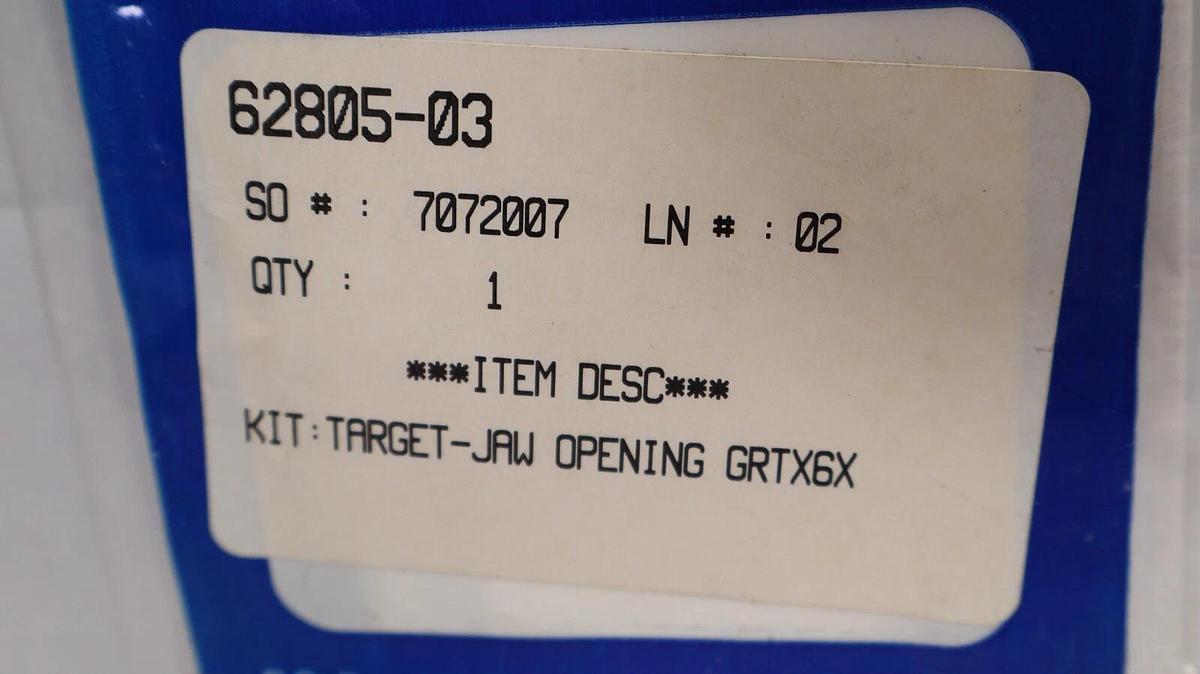 62805-03
SO # : 7072007 LN # : 02
QTY : 1
***ITEM DESC***
KIT:TARGET-JAW OPENING GRTX6X